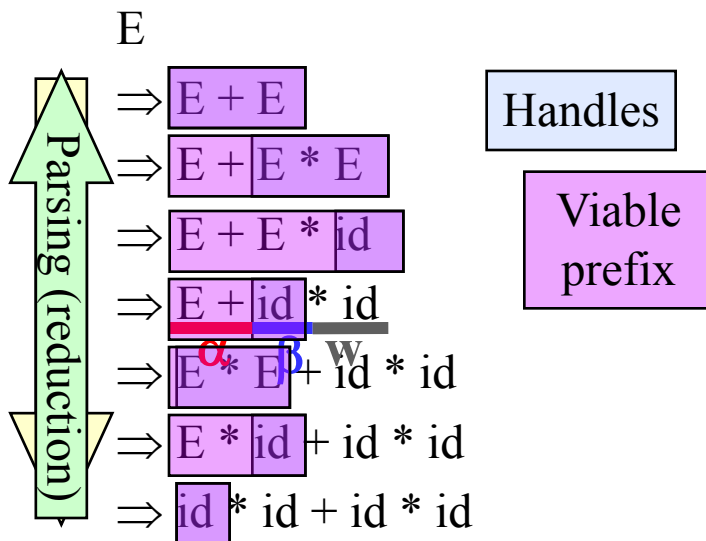 E
⇒ E + E
⇒ E + E * E
⇒ E + E * id
⇒ E + id * id
α β w
⇒ E * E + id * id
⇒ E * id + id * id
⇒ id * id + id * id
Parsing (reduction)
Handles
Viable
prefix